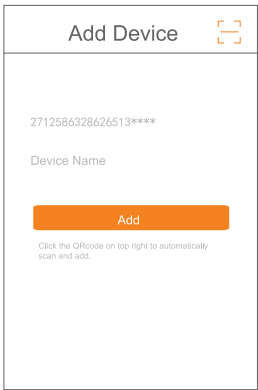 Add Device
2712586328626513****
Device Name
Add
Click the QRcode on top right to automatically
scan and add.